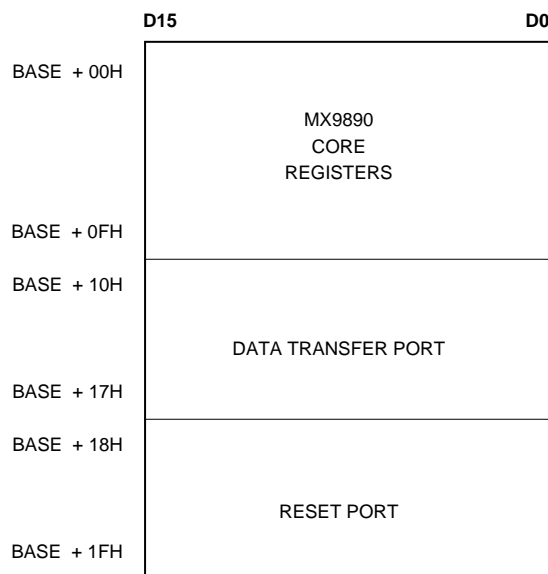 D15 D0
BASE + 00H
MX9890
CORE
REGISTERS
BASE + 0FH
BASE + 10H
DATA TRANSFER PORT
BASE + 17H
BASE + 18H
RESET PORT
BASE + 1FH